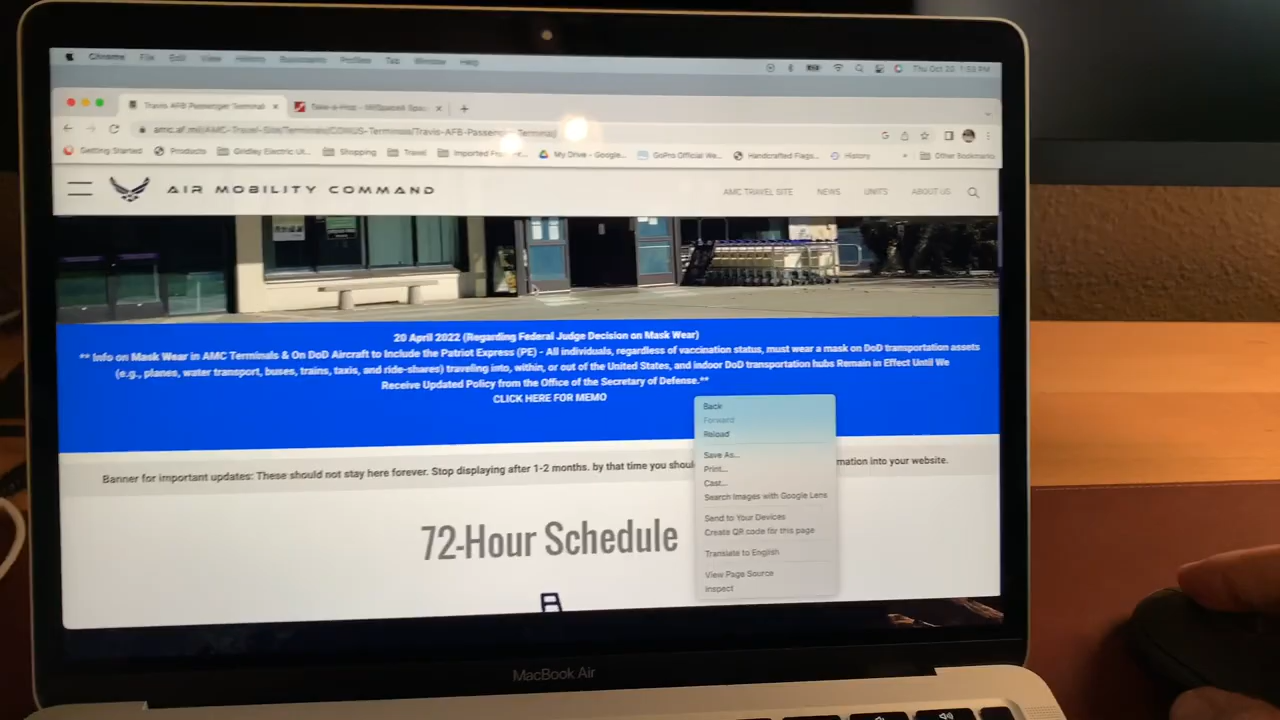 Chrome File Edit View History Bookmarks Profiles Tab Window Help
Thu Oct 20 1:53 PM
Travis AFB Passenger Terminal
Take-a-Hop -
amc.af.mil/AMC-Travel-Site/Terminals/CONUS-Terminals/Travis-AFB-Passenger-Terminal/
Getting Started Products Gridley Electric Shopping Travel Imported My Drive - Google... GoPro Official We... Handcrafted Flags... History » Other Bookmarks
AIR MOBILITY COMMAND
AMC TRAVEL SITE NEWS UNITS ABOUT US
20 April 2022 (Regarding Federal Judge Decision on Mask Wear)
** Info on Mask Wear in AMC Terminals & On DoD Aircraft to Include the Patriot Express (PE) - All individuals, regardless of vaccination status, must wear a mask on DoD transportation assets
(e.g., planes, water transport, buses, trains, taxis, and ride-shares) traveling into, within, or out of the United States, and indoor DoD transportation hubs Remain in Effect Until We
Receive Updated Policy from the Office of the Secretary of Defense.**
CLICK HERE FOR MEMO
Banner for important updates: These should not stay here forever. Stop displaying after 1-2 months. by that time you shoul mation into your website.
72-Hour Schedule
Back
Forward
Reload
Save As...
Print...
Cast...
Search Images with Google Lens
Send to Your Devices
Create QR code for this page
Translate to English
View Page Source
Inspect
MacBook Air